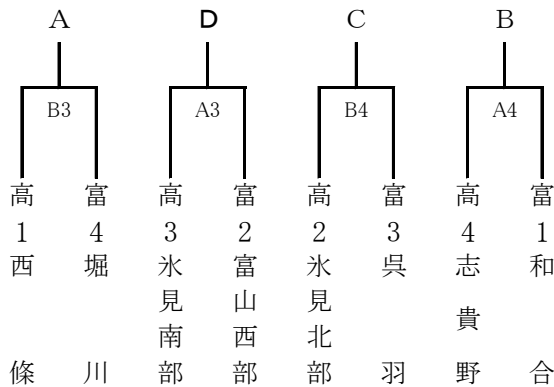 A D C B
B3 A3 B4 A4
高 富 高 富 高 富 高 富
1 4 3 2 2 3 4 1
西條 堀川 氷見南部 富山西部 氷見北部 呉羽 志貴野 和合